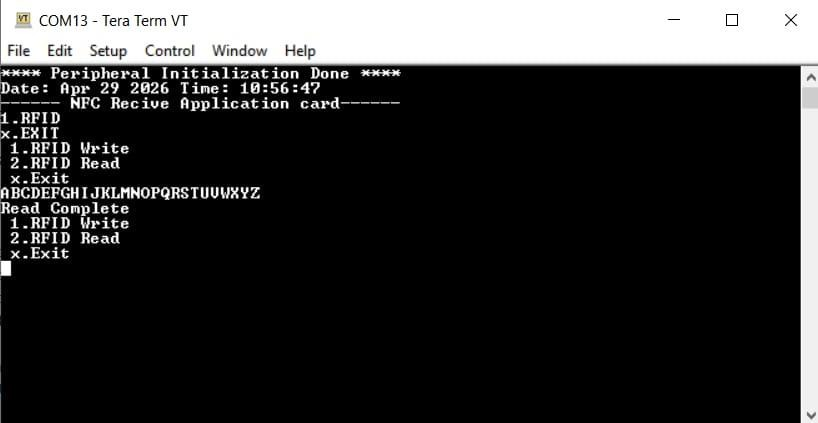 COM13 - Tera Term VT
File Edit Setup Control Window Help
**** Peripheral Initialization Done ****
Date: Apr 29 2026 Time: 10:56:47
------ NFC Recive Application card------
1.RFID
x.EXIT
1.RFID Write
2.RFID Read
x.Exit
ABCDEFGHIJKLMNOPQRSTUVWXYZ
Read Complete
1.RFID Write
2.RFID Read
x.Exit